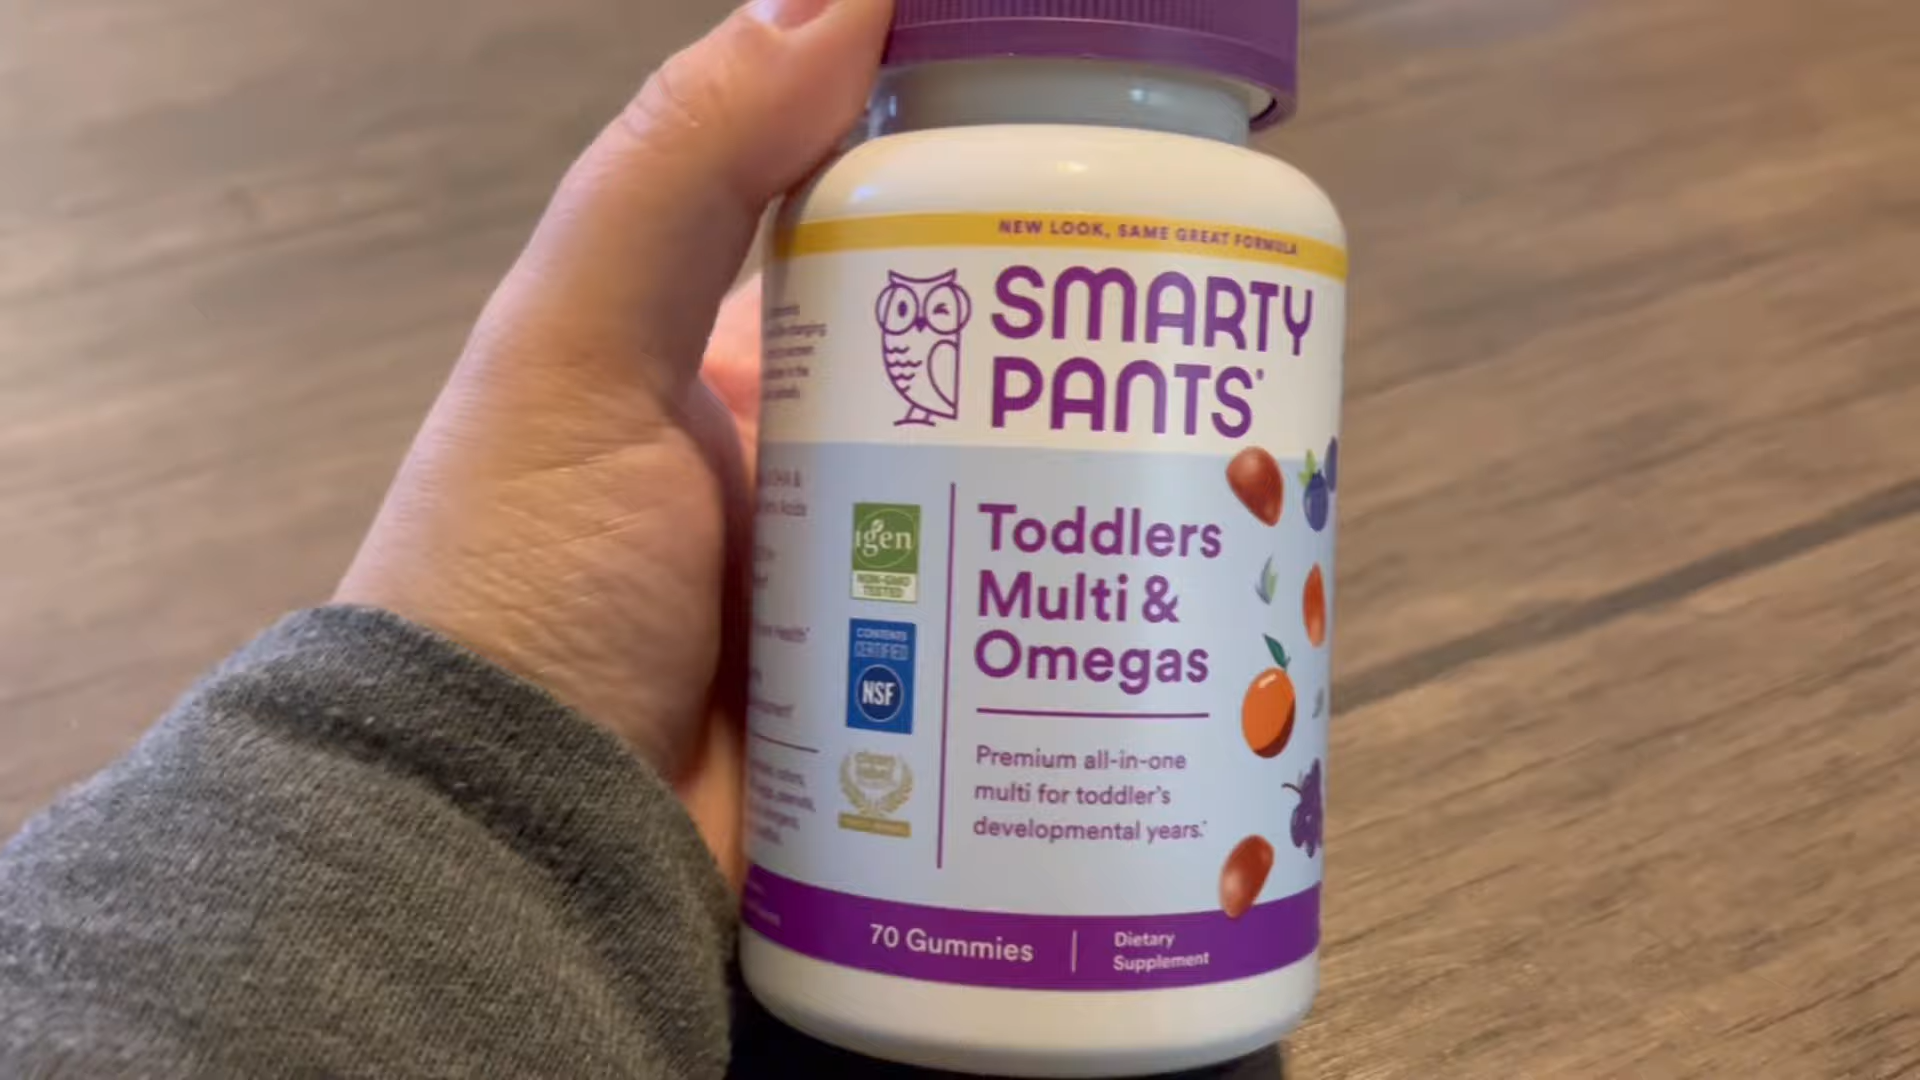 NEW LOOK, SAME GREAT FORMULA
SMARTY
PANTS
igen
NON-GMO
TESTED
CONTENTS
CERTIFIED
NSF
Toddlers
Multi &
Omegas
Premium all-in-one
multi for toddler's
developmental years.*
70 Gummies
Dietary
Supplement